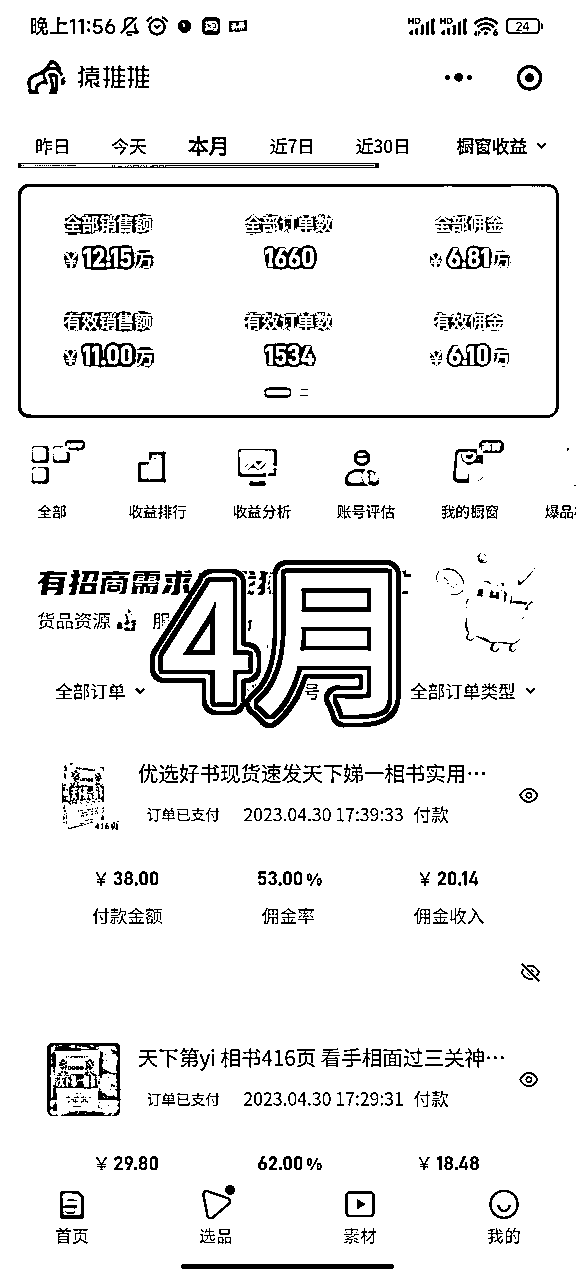 晚上11:56 HD HD 24
猿推推
昨日 今天 本月 近7日 近30日 橱窗收益
全部销售额 全部订单数 全部佣金
¥12.15万 1660 ¥6.81万
有效销售额 有效订单数 有效佣金
¥11.00万 1534 ¥6.10万
全部 收益排行 收益分析 账号评估 我的橱窗 爆品
有招商需求
货品资源 服
4月
全部订单 号 全部订单类型
优选好书现货速发天下娣一相书实用…
订单已支付 2023.04.30 17:39:33 付款
¥ 38.00 53.00% ¥ 20.14
付款金额 佣金率 佣金收入
天下第yi 相书416页 看手相面过三关神…
订单已支付 2023.04.30 17:29:31 付款
¥ 29.80 62.00% ¥ 18.48
首页 选品 素材 我的